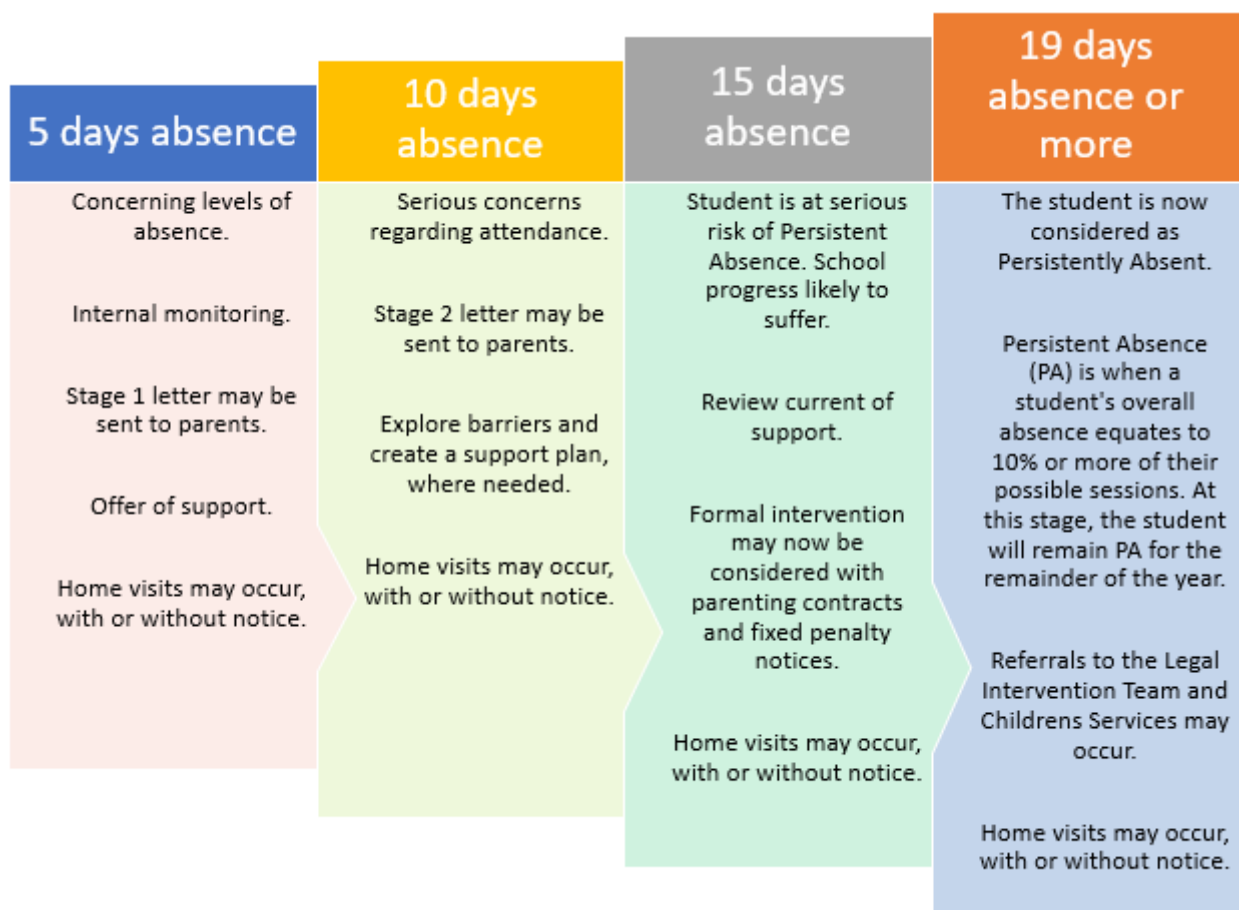 5 days absence
Concerning levels of
absence.
Internal monitoring.
Stage 1 letter may be
sent to parents.
Offer of support.
Home visits may occur,
with or without notice.
10 days
absence
Serious concerns
regarding attendance.
Stage 2 letter may be
sent to parents.
Explore barriers and
create a support plan,
where needed.
Home visits may occur,
with or without notice.
15 days
absence
Student is at serious
risk of Persistent
Absence. School
progress likely to
suffer.
Review current of
support.
Formal intervention
may now be
considered with
parenting contracts
and fixed penalty
notices.
Home visits may occur,
with or without notice.
19 days
absence or
more
The student is now
considered as
Persistently Absent.
Persistent Absence
(PA) is when a
student's overall
absence equates to
10% or more of their
possible sessions. At
this stage, the student
will remain PA for the
remainder of the year.
Referrals to the Legal
Intervention Team and
Childrens Services may
occur.
Home visits may occur,
with or without notice.